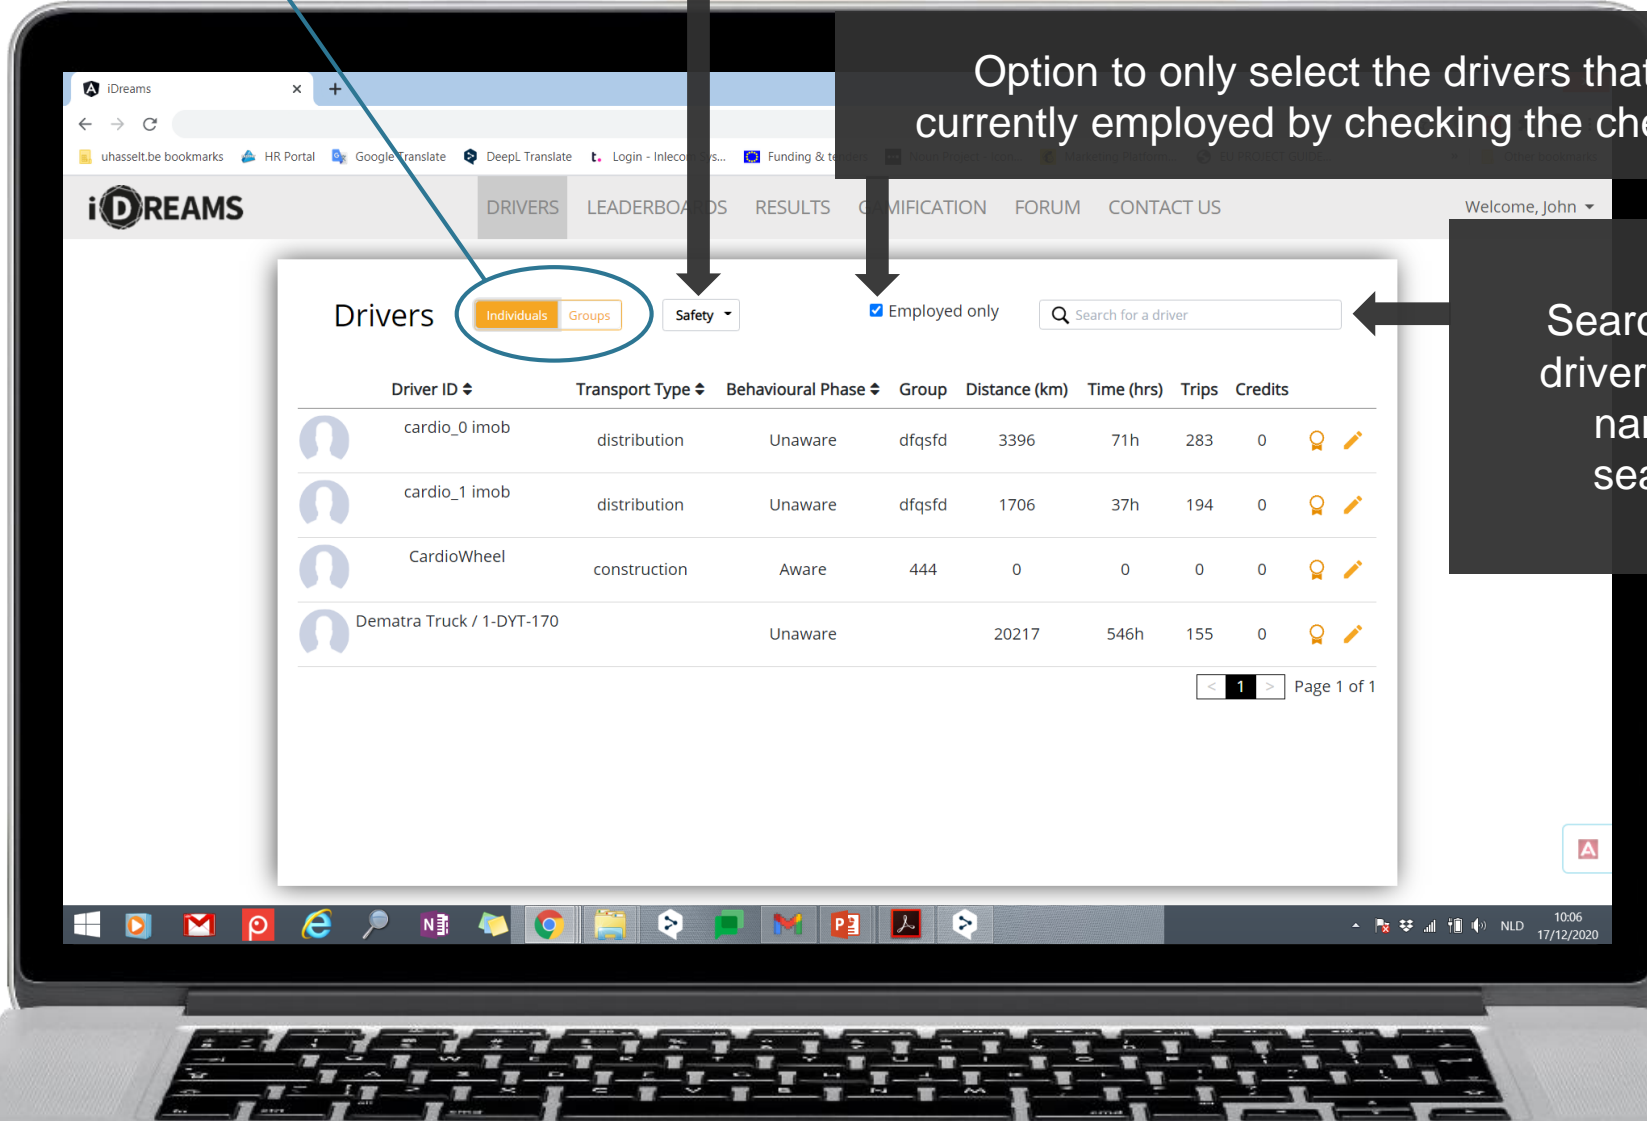 Option to only select the drivers that
currently employed by checking the che
iDreams
uhasselt.be bookmarks HR Portal Google Translate DeepL Translate Login - Inlecom Sys... Funding & tenders
iDREAMS DRIVERS LEADERBOARDS RESULTS GAMIFICATION FORUM CONTACT US Welcome, John
Drivers Individuals Groups Safety Employed only Search for a driver
Searc
driver
nar
sea
Driver ID Transport Type Behavioural Phase Group Distance (km) Time (hrs) Trips Credits
cardio_0 imob distribution Unaware dfqsfd 3396 71h 283 0
cardio_1 imob distribution Unaware dfqsfd 1706 37h 194 0
CardioWheel construction Aware 444 0 0 0 0
Dematra Truck / 1-DYT-170 Unaware 20217 546h 155 0
< 1 > Page 1 of 1
NLD 10:06
17/12/2020